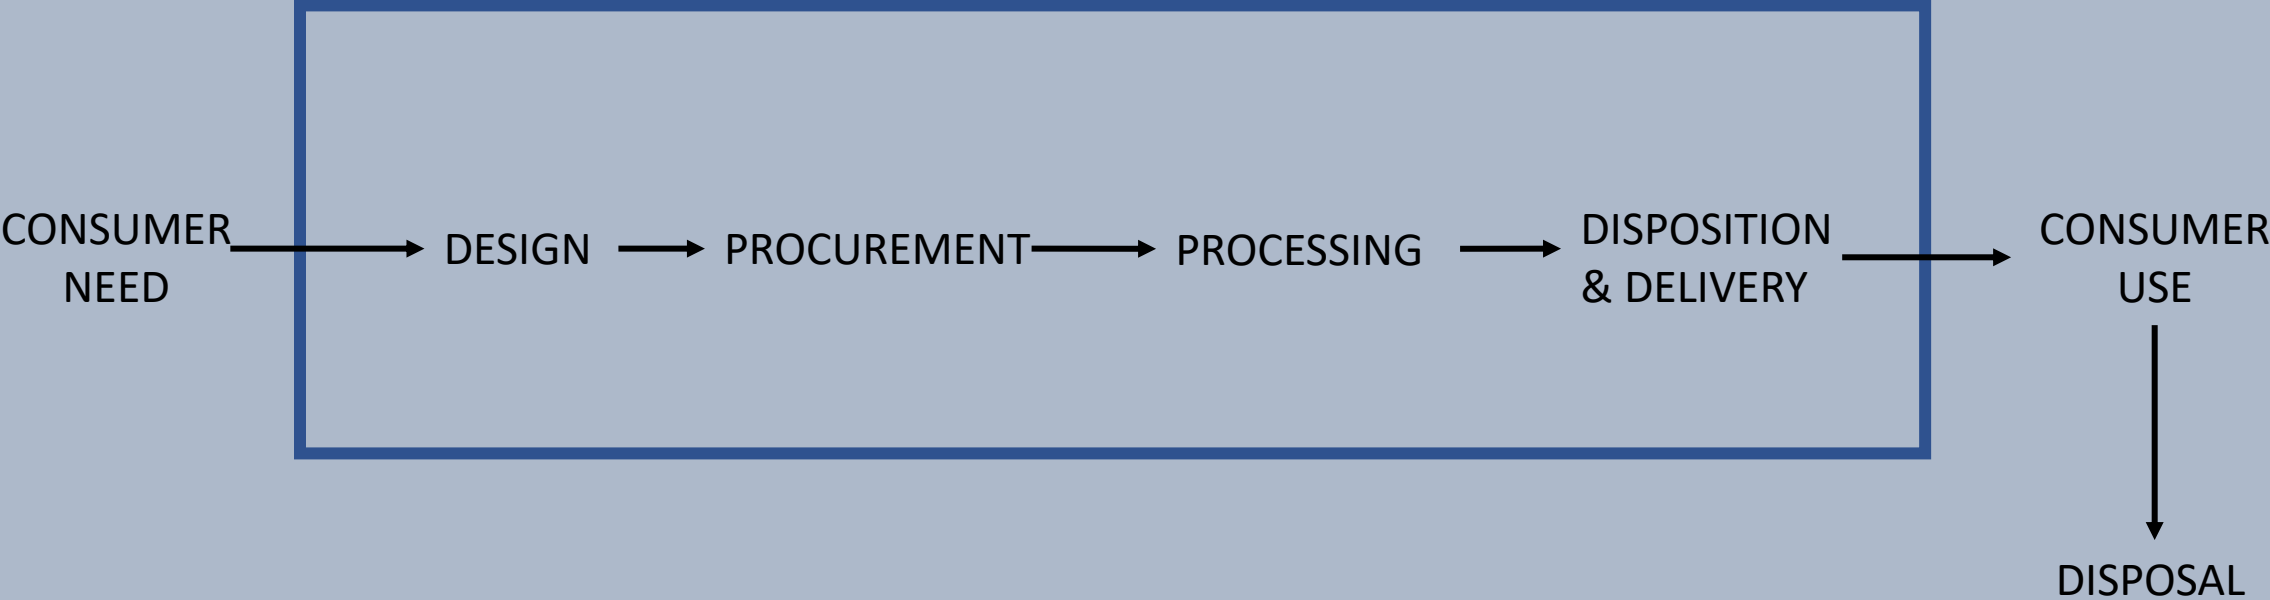 CONSUMER
NEED
DESIGN
PROCUREMENT
PROCESSING
DISPOSITION
& DELIVERY
CONSUMER
USE
DISPOSAL